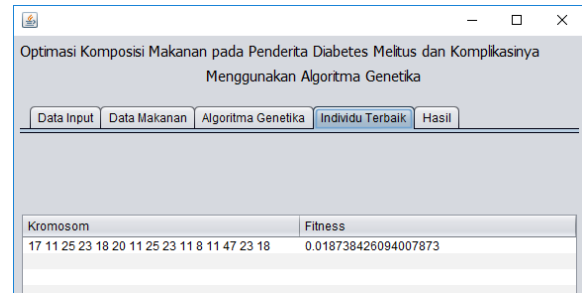 Optimasi Komposisi Makanan pada Penderita Diabetes Melitus dan Komplikasinya
Menggunakan Algoritma Genetika
Data Input Data Makanan Algoritma Genetika Individu Terbaik Hasil
Kromosom Fitness
17 11 25 23 18 20 11 25 23 11 8 11 47 23 18 0.018738426094007873